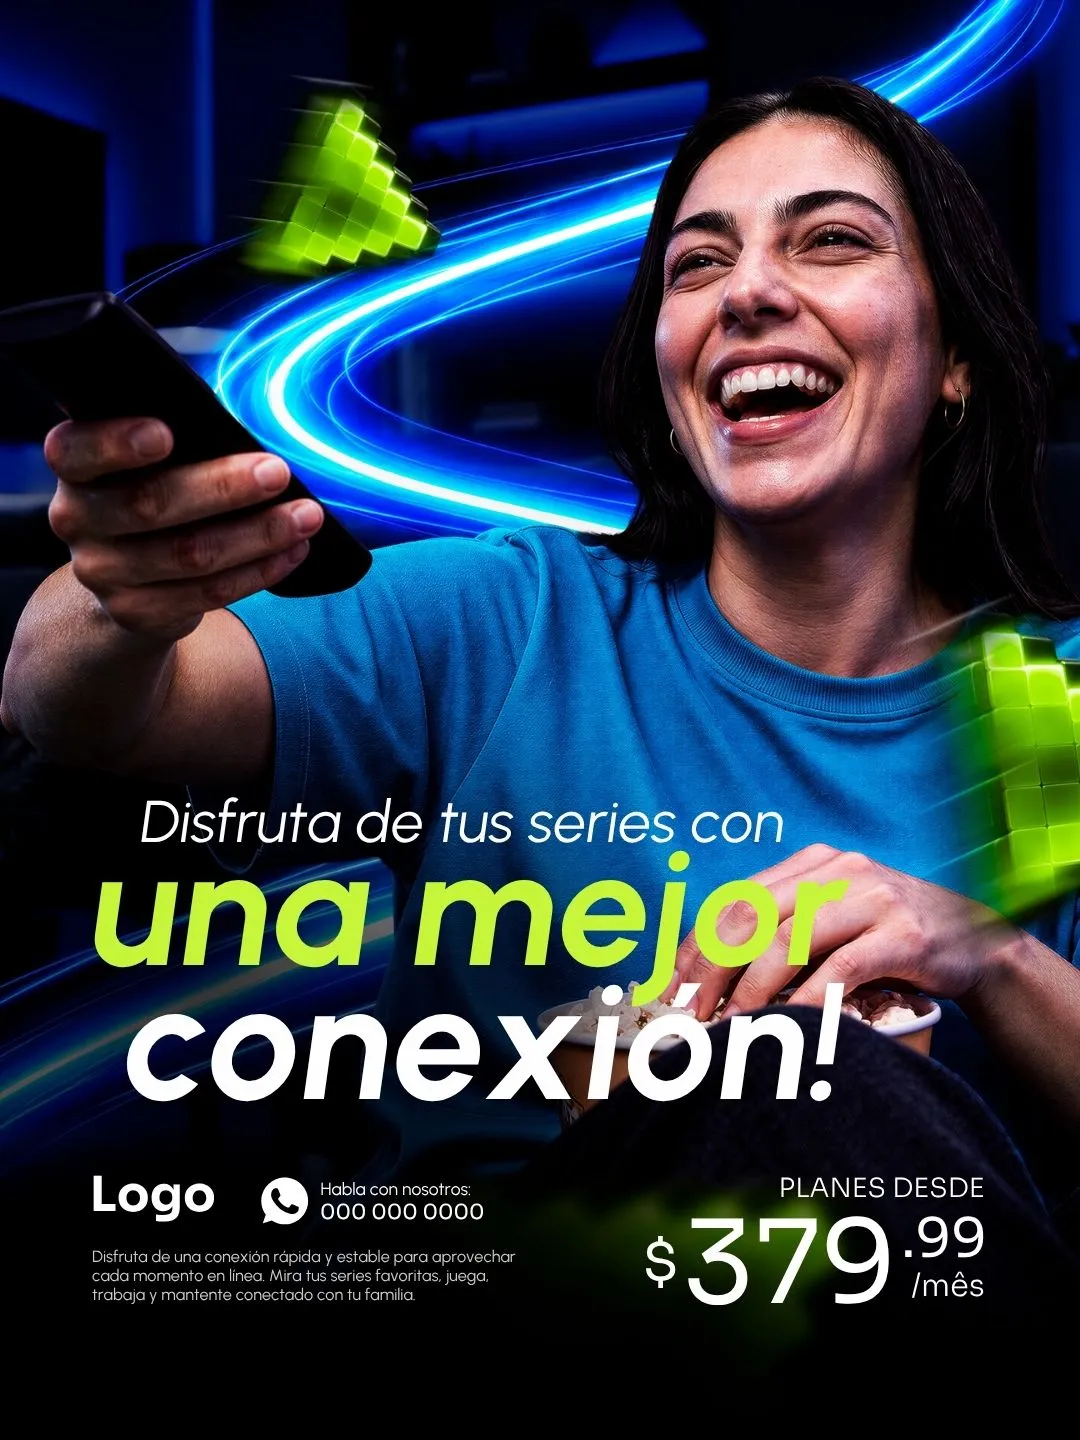 Disfruta de tus series con
una mejor
conexión!
Logo
Habla con nosotros:
000 000 0000
Disfruta de una conexión rápida y estable para aprovechar
cada momento en línea. Mira tus series favoritas, juega,
trabaja y mantente conectado con tu familia.
PLANES DESDE
$379.99
/mês